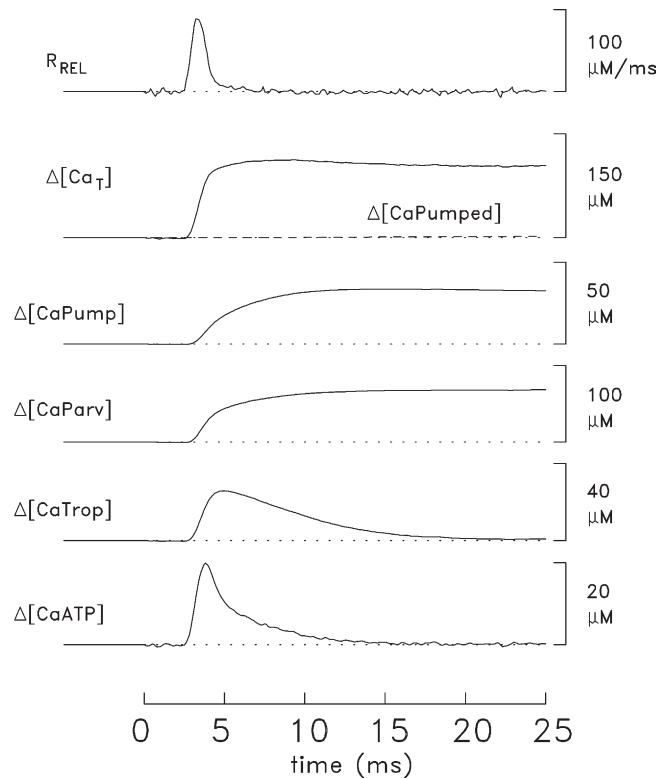 R_REL
100
μM/ms
Δ[Ca_T]
150
μM
Δ[CaPumped]
Δ[CaPump]
50
μM
Δ[CaParv]
100
μM
Δ[CaTrop]
40
μM
Δ[CaATP]
20
μM
0 5 10 15 20 25
time (ms)